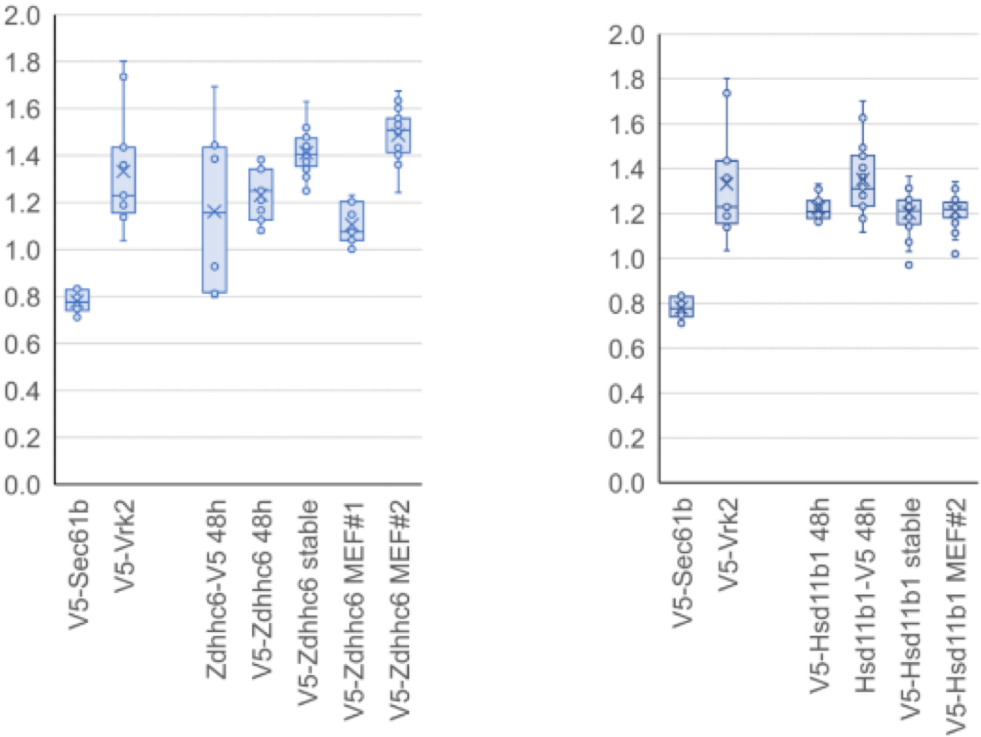 2.0
1.8
1.6
1.4
1.2
1.0
0.8
0.6
0.4
0.2
0.0
V5-Sec61b
V5-Vrk2
Zdhhc6-V5 48h
V5-Zdhhc6 48h
V5-Zdhhc6 stable
V5-Zdhhc6 MEF#1
V5-Zdhhc6 MEF#2
2.0
1.8
1.6
1.4
1.2
1.0
0.8
0.6
0.4
0.2
0.0
V5-Sec61b
V5-Vrk2
V5-Hsd11b1 48h
Hsd11b1-V5 48h
V5-Hsd11b1 stable
V5-Hsd11b1 MEF#2